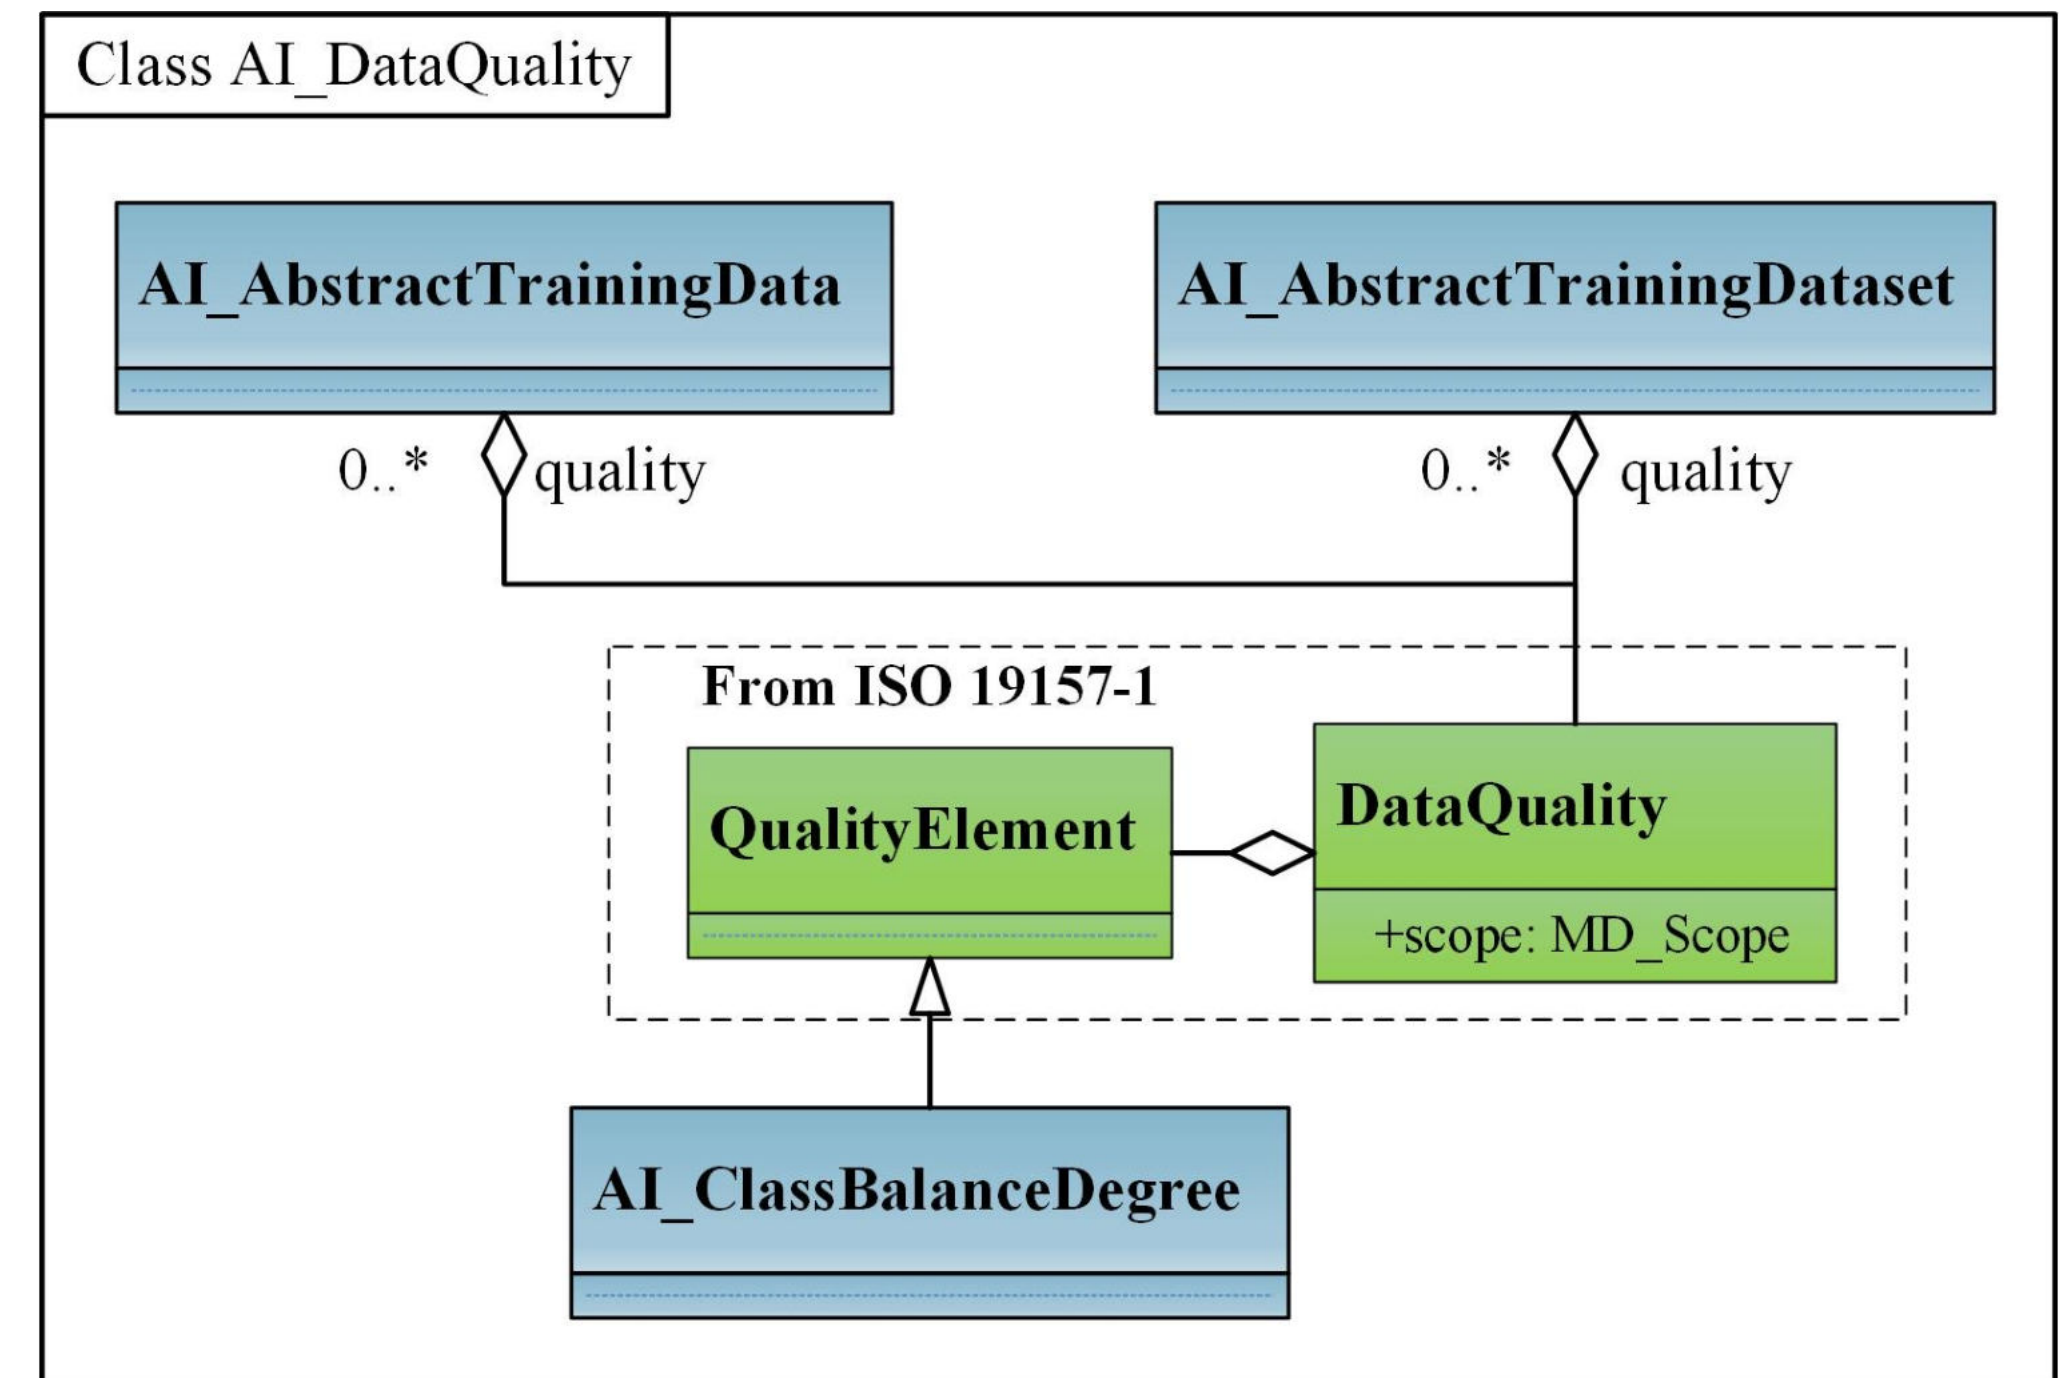 Class AI_DataQuality
AI_AbstractTrainingData
AI_AbstractTrainingDataset
0..*
quality
0..*
quality
From ISO 19157-1
QualityElement
DataQuality
+scope: MD_Scope
AI_ClassBalanceDegree